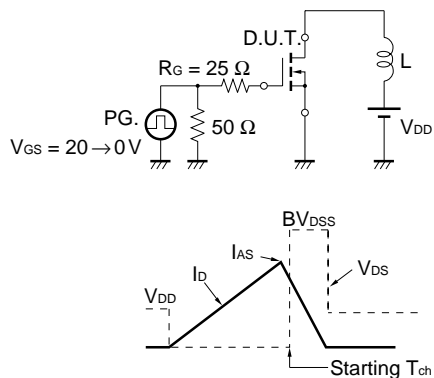 D.U.T.
L
RG = 25 Ω
PG.
50 Ω
VDD
VGS = 20 → 0 V
BVDSS
IAS
ID
VDS
VDD
Starting Tch